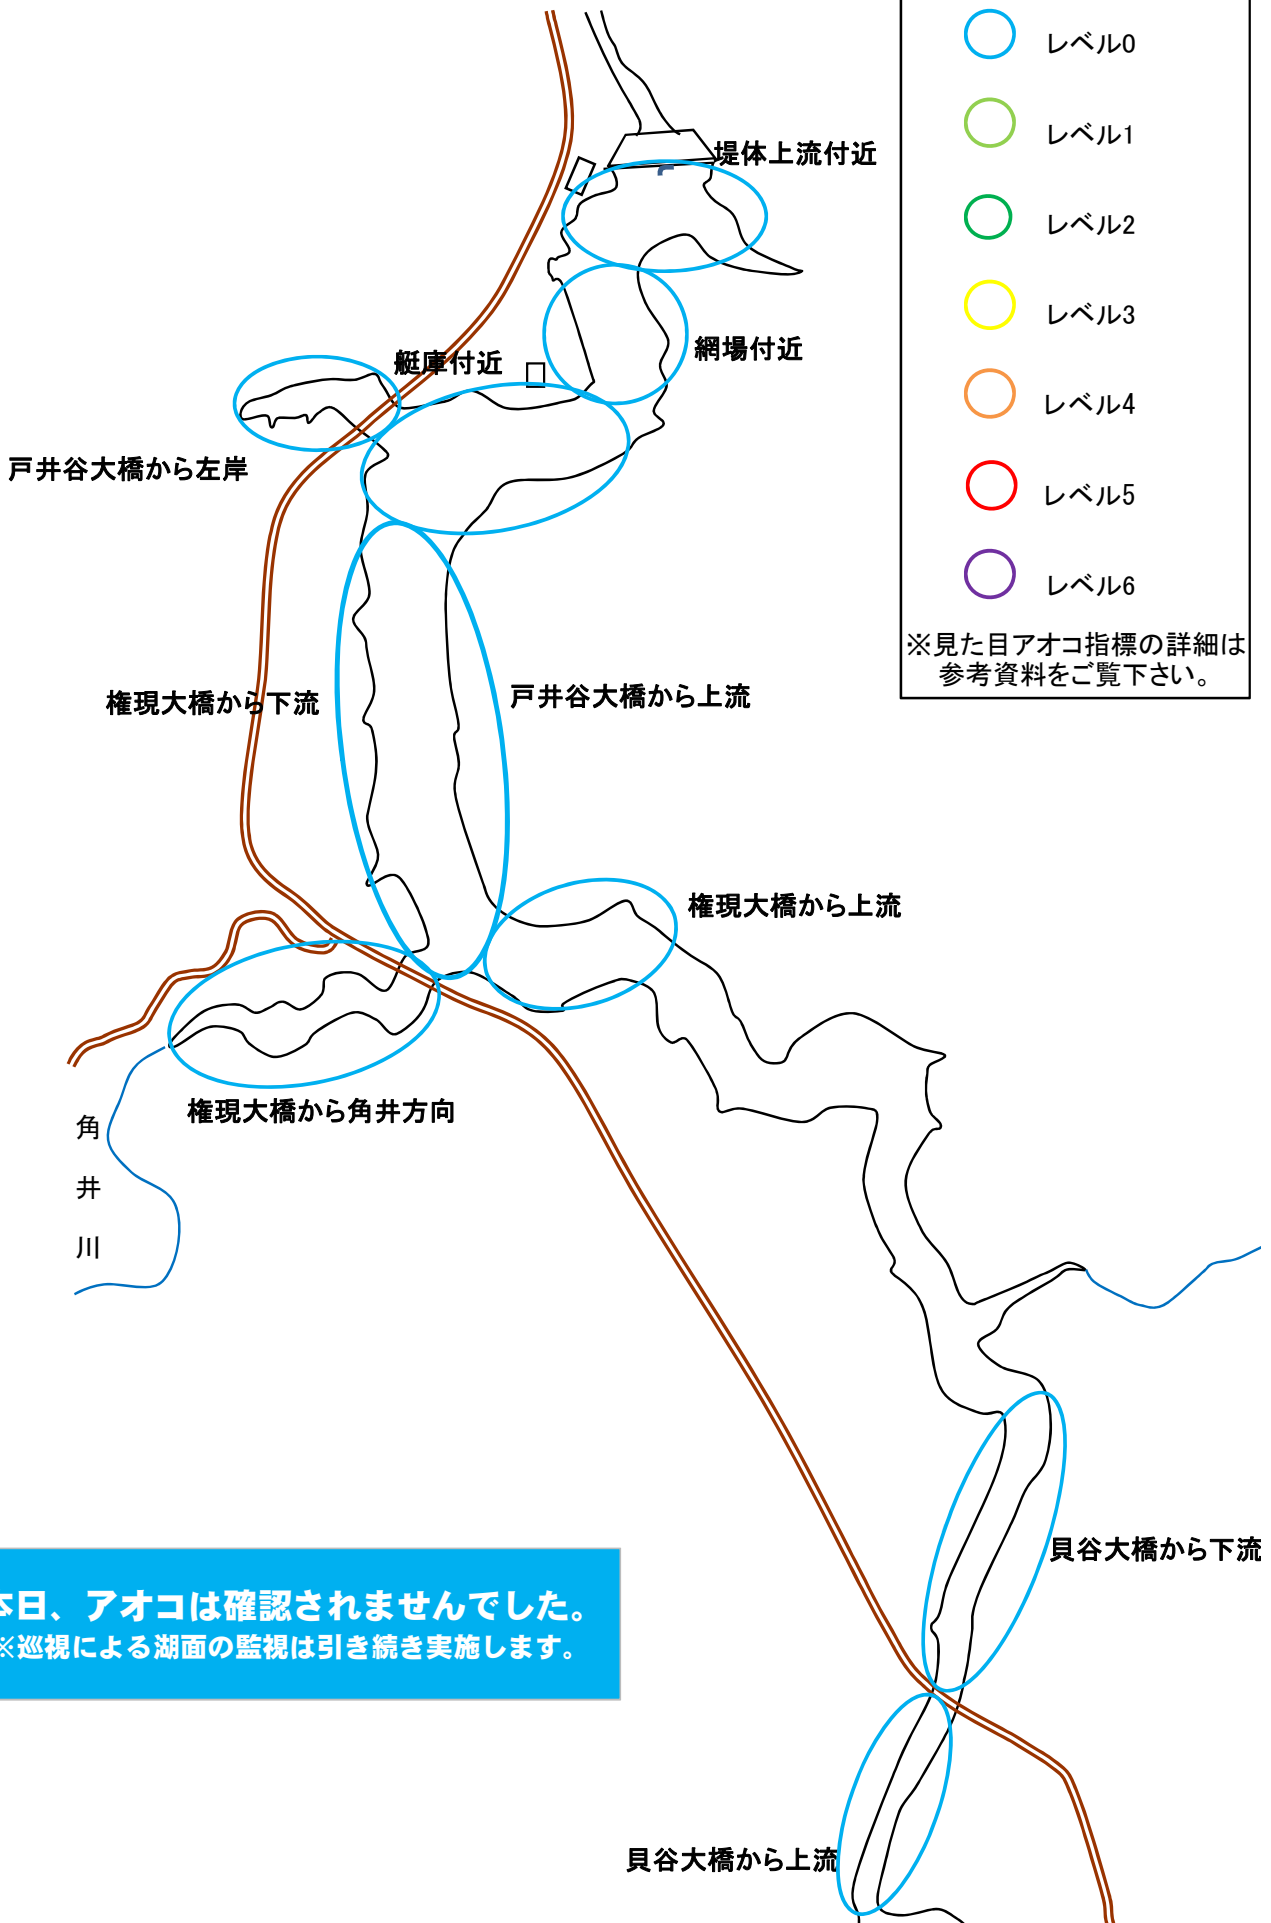 レベル0
レベル1
レベル2
レベル3
レベル4
レベル5
レベル6
※見た目アオコ指標の詳細は
参考資料をご覧下さい。
堤体上流付近
網場付近
艇庫付近
戸井谷大橋から左岸
権現大橋から下流
戸井谷大橋から上流
権現大橋から上流
権現大橋から角井方向
角
井
川
貝谷大橋から下流
本日、アオコは確認されませんでした。
※巡視による湖面の監視は引き続き実施します。
貝谷大橋から上流